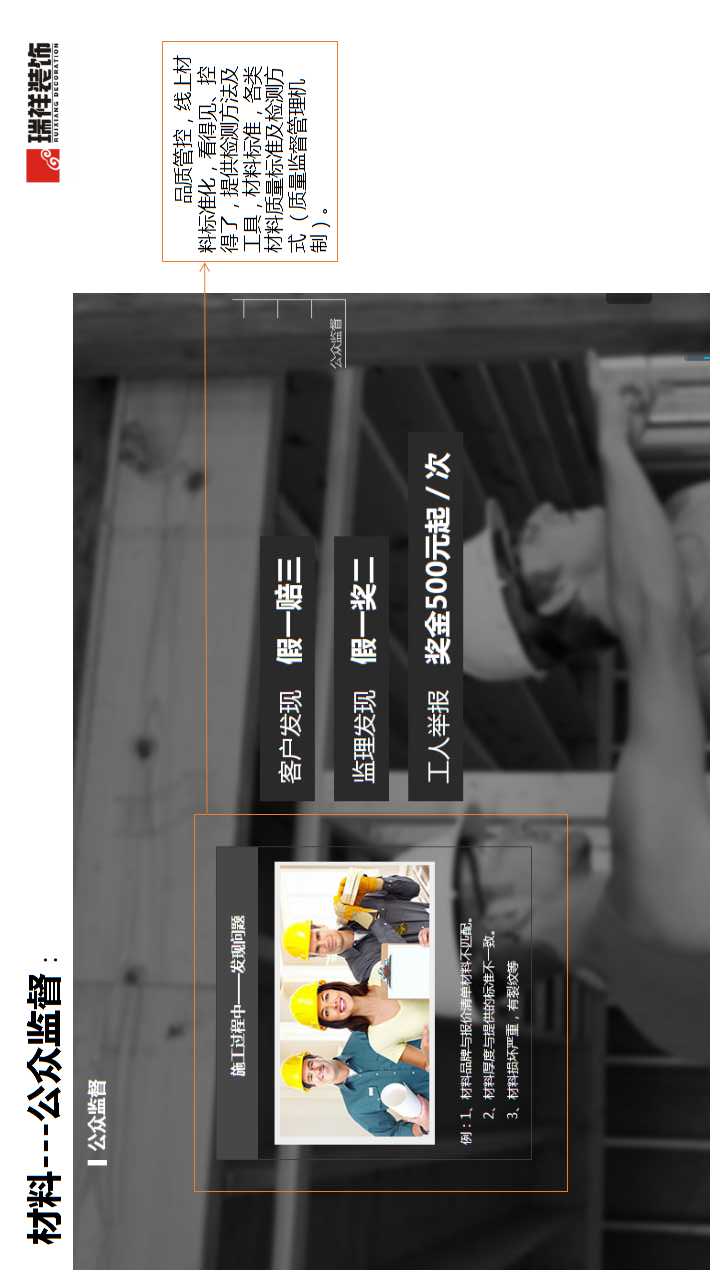 材料---公众监督：
瑞祥装饰
RUIXIANG DECORATION
公众监督
品质管控，线上材
料标准化，看得见、控
得了，提供检测方法及
工具，材料标准，各类
材料质量标准及检测方
式（质量监督管理机
制）。
公众监督
施工过程中—发现问题
例：1、材料品牌与报价清单材料不匹配。
2、材料厚度与提供的标准不一致。
3、材料损坏严重，有裂纹等
客户发现 假一赔三
监理发现 假一奖二
工人举报 奖金500元起 / 次